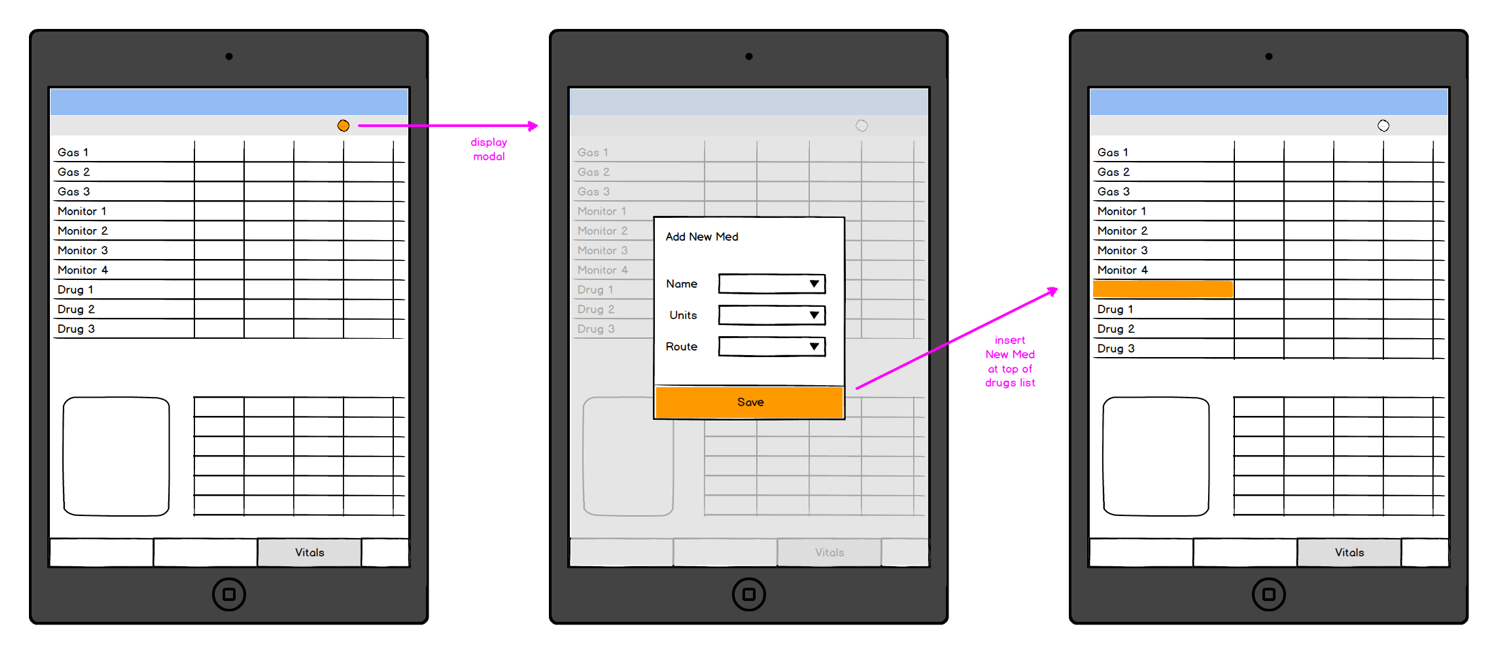 Gas 1
Gas 2
Gas 3
Monitor 1
Monitor 2
Monitor 3
Monitor 4
Drug 1
Drug 2
Drug 3
Vitals
display
modal
Gas 1
Gas 2
Gas 3
Monitor 1
Monitor 2
Monitor 3
Monitor 4
Drug 1
Drug 2
Drug 3
Add New Med
Name
Units
Route
Save
Vitals
insert
New Med
at top of
drugs list
Gas 1
Gas 2
Gas 3
Monitor 1
Monitor 2
Monitor 3
Monitor 4
Drug 1
Drug 2
Drug 3
Vitals